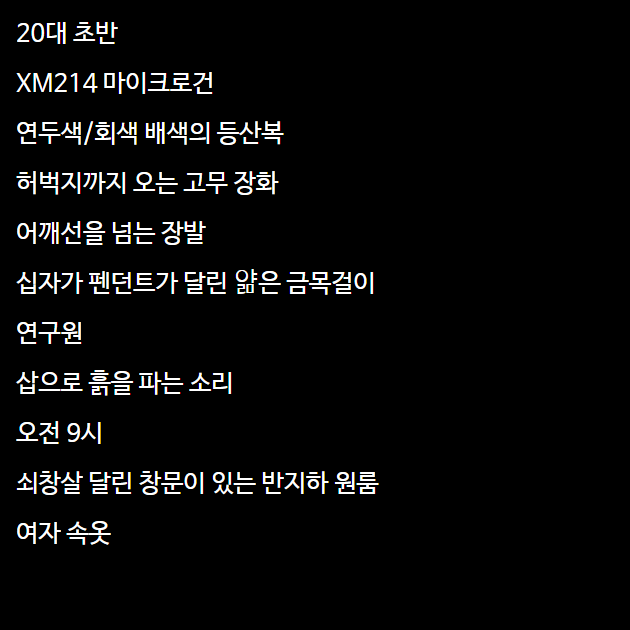 20대 초반
XM214 마이크로건
연두색/회색 배색의 등산복
허벅지까지 오는 고무 장화
어깨선을 넘는 장발
십자가 펜던트가 달린 얇은 금목걸이
연구원
삽으로 흙을 파는 소리
오전 9시
쇠창살 달린 창문이 있는 반지하 원룸
여자 속옷